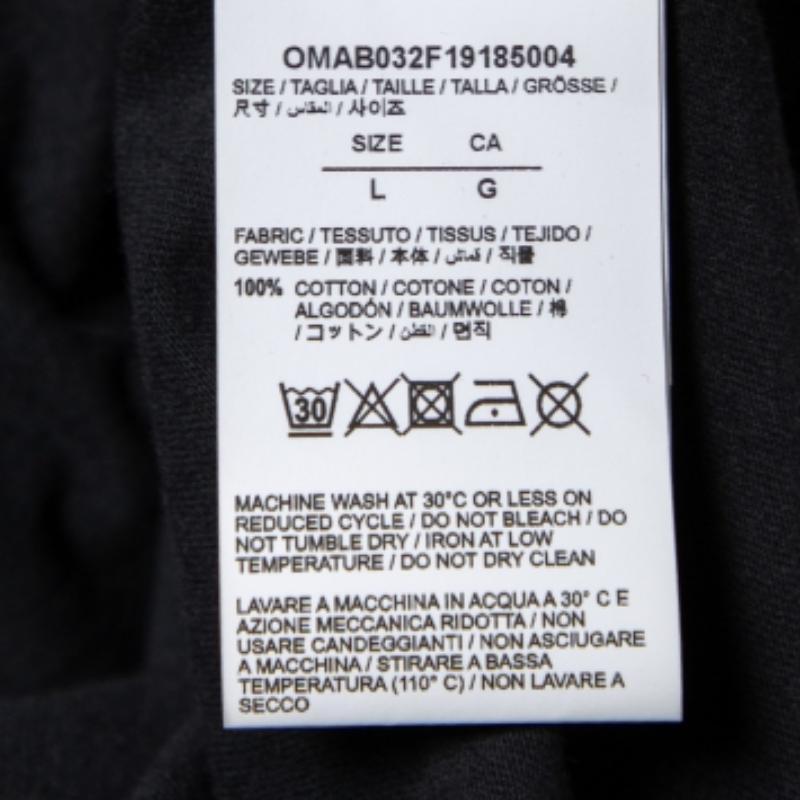 OMAB032F19185004
SIZE / TAGLIA / TAILLE / TALLA / GRÖSSE /
尺寸 / المقاس / 사이즈
SIZE CA
L G
FABRIC / TESSUTO / TISSUS / TEJIDO /
GEWEBE / 面料 / 本体 / قماش / 직물
100% COTTON / COTONE / COTON /
ALGODÓN / BAUMWOLLE / 棉
/ コットン / القطن / 면직
30
MACHINE WASH AT 30°C OR LESS ON
REDUCED CYCLE / DO NOT BLEACH / DO
NOT TUMBLE DRY / IRON AT LOW
TEMPERATURE / DO NOT DRY CLEAN
LAVARE A MACCHINA IN ACQUA A 30° C E
AZIONE MECCANICA RIDOTTA / NON
USARE CANDEGGIANTI / NON ASCIUGARE
A MACCHINA / STIRARE A BASSA
TEMPERATURA (110° C) / NON LAVARE A
SECCO